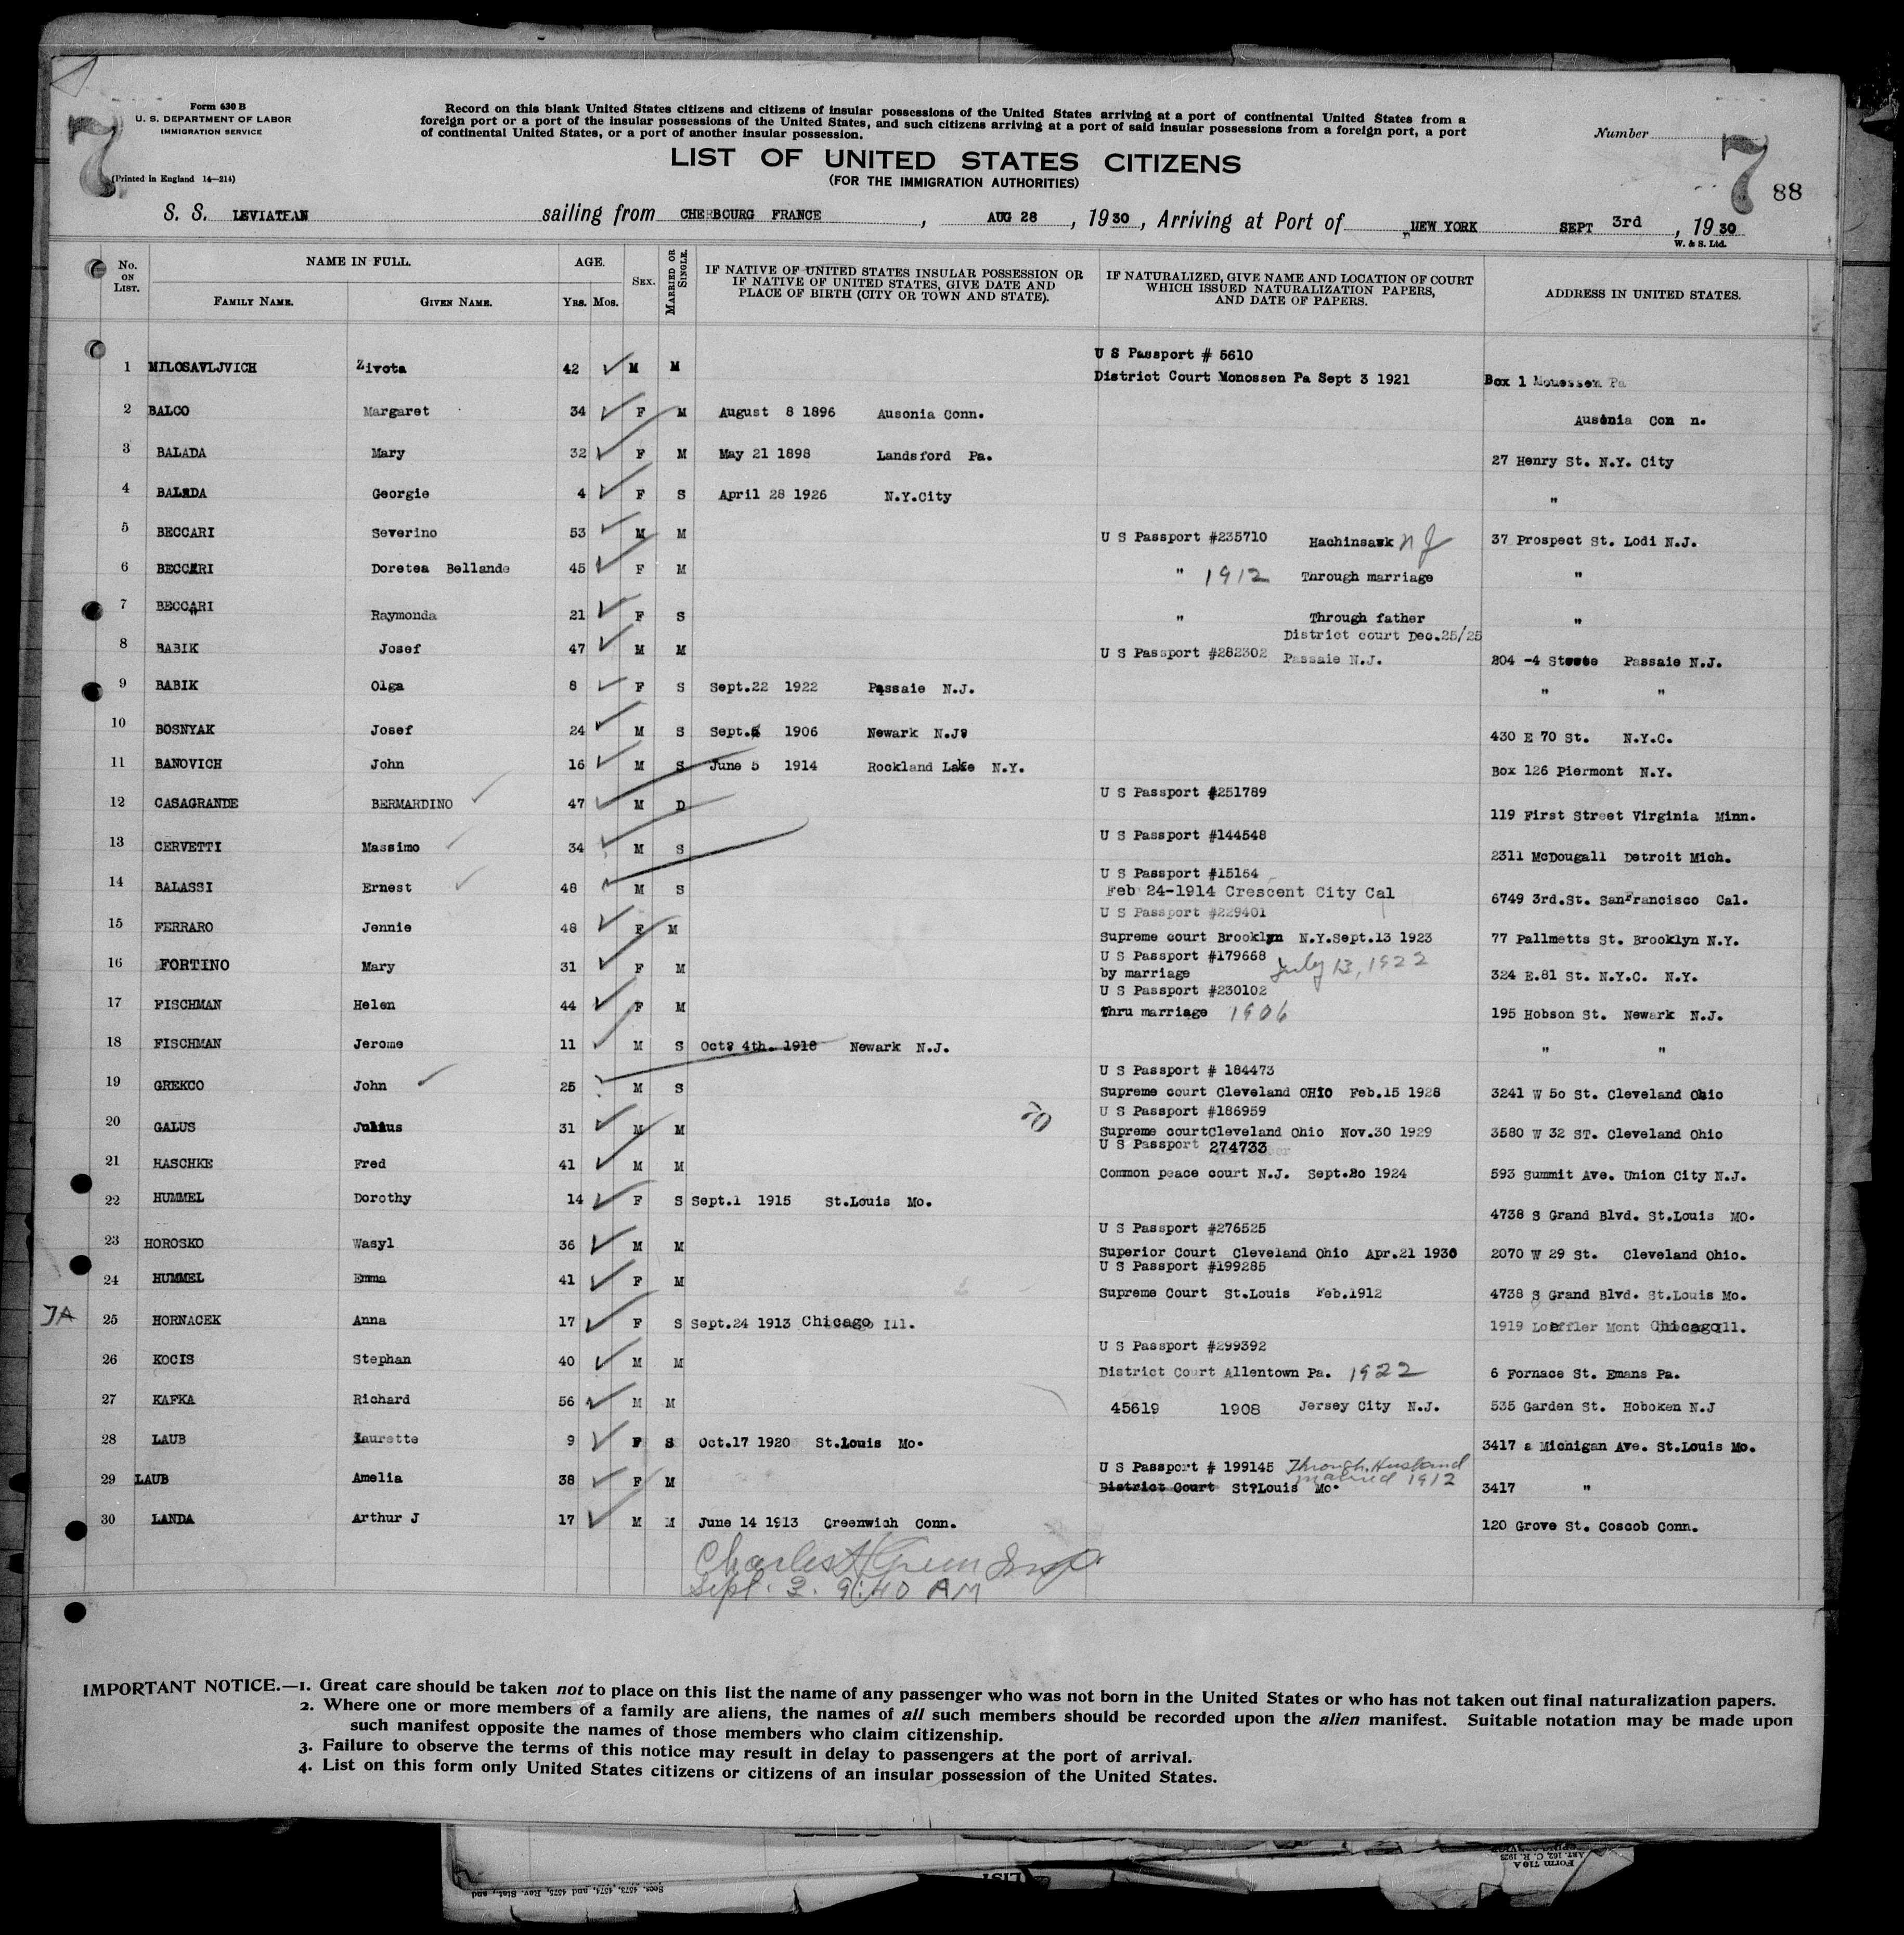 Form 630 B
U. S. DEPARTMENT OF LABOR
IMMIGRATION SERVICE
(Printed in England 14—214)
7
Record on this blank United States citizens and citizens of insular possessions of the United States arriving at a port of continental United States from a
foreign port or a port of the insular possessions of the United States, and such citizens arriving at a port of said insular possessions from a foreign port, a port
of continental United States, or a port of another insular possession.
Number
7 88
LIST OF UNITED STATES CITIZENS
(FOR THE IMMIGRATION AUTHORITIES)
S. S. LEVIATHAN sailing from CHERBOURG FRANCE , AUG 28 , 1930, Arriving at Port of NEW YORK SEPT 3rd , 1930
W. & S. Ltd.
No. ON LIST. NAME IN FULL. FAMILY NAME. GIVEN NAME. AGE. YRS. MOS. SEX. MARRIED OR SINGLE. IF NATIVE OF UNITED STATES INSULAR POSSESSION OR IF NATIVE OF UNITED STATES, GIVE DATE AND PLACE OF BIRTH (CITY OR TOWN AND STATE). IF NATURALIZED, GIVE NAME AND LOCATION OF COURT WHICH ISSUED NATURALIZATION PAPERS, AND DATE OF PAPERS. ADDRESS IN UNITED STATES.
U S Passport # 5610
1 MILOSAVLJVICH Zivota 42 M M District Court Monossen Pa Sept 3 1921 Box 1 Monessen Pa
2 BALCO Margaret 34 F M August 8 1896 Ausonia Conn. Ausonia Con n.
3 BALADA Mary 32 F M May 21 1898 Landsford Pa. 27 Henry St. N.Y. City
4 BALADA Georgie 4 F S April 28 1926 N.Y.City "
5 BECCARI Severino 53 M M U S Passport #235710 Hachinsawk N J 37 Prospect St. Lodi N.J.
6 BECCARI Doretea Bellande 45 F M " 1912 Through marriage "
7 BECCARI Raymonda 21 F S " Through father "
District court Dec.25/25
8 BABIK Josef 47 M M U S Passport #282302 Passaie N.J. 204 -4 Passaie N.J.
9 BABIK Olga 8 F S Sept.22 1922 Passaie N.J. " "
10 BOSNYAK Josef 24 M S Sept. 1906 Newark N.J. 430 E 70 St. N.Y.C.
11 BANOVICH John 16 M S June 5 1914 Rockland Lake N.Y. Box 126 Piermont N.Y.
12 CASAGRANDE BERMARDINO 47 M D U S Passport #251789 119 First Street Virginia Minn.
13 CERVETTI Massimo 34 M S U S Passport #144548 2311 McDougall Detroit Mich.
U S Passport #15164
14 BALASSI Ernest 48 M S Feb 24-1914 Crescent City Cal 6749 3rd.St. SanFrancisco Cal.
U S Passport #229401
15 FERRARO Jennie 48 F M Supreme court Brooklyn N.Y.Sept.13 1923 77 Pallmetts St. Brooklyn N.Y.
U S Passport #179668
16 FORTINO Mary 31 F M by marriage July 13, 1922 324 E.81 St. N.Y.C. N.Y.
U S Passport #230102
17 FISCHMAN Helen 44 F M Thru marriage 1906 195 Hobson St. Newark N.J.
18 FISCHMAN Jerome 11 M S Oct? 4th. 1918 Newark N.J. " "
U S Passport # 184473
19 GREKCO John 25 M S Supreme court Cleveland OHIO Feb.15 1928 3241 W 50 St. Cleveland Ohio
U S Passport #186959
20 GALUS Julius 31 M M Supreme courtCleveland Ohio Nov.30 1929 3580 W 32 ST. Cleveland Ohio
U S Passport 274733
21 HASCHKE Fred 41 M M Common peace court N.J. Sept.20 1924 593 Summit Ave. Union City N.J.
22 HUMMEL Dorothy 14 F S Sept.1 1915 St.Louis Mo. 4738 S Grand Blvd. St.Louis MO.
U S Passport #276525
23 HOROSKO Wasyl 36 M M Superior Court Cleveland Ohio Apr.21 1930 2070 W 29 St. Cleveland Ohio.
U S Passport #199285
24 HUMMEL Emma 41 F M Supreme Court St.Louis Feb.1912 4738 S Grand Blvd. St.Louis Mo.
JA 25 HORNACEK Anna 17 F S Sept.24 1913 Chicago Ill. 1919 Loeffler Mont Chicago Ill.
U S Passport #299392
26 KOCIS Stephan 40 M M District Court Allentown Pa. 1922 6 Fornace St. Emans Pa.
27 KAFKA Richard 56 M M 45619 1908 Jersey City N.J. 535 Garden St. Hoboken N.J
28 LAUB Laurette 9 F S Oct.17 1920 St.Louis Mo. 3417 a Michigan Ave. St.Louis Mo.
U S Passport # 199145 Through Husband
married 1912
29 LAUB Amelia 38 F M District Court St?Louis Mo. 3417 "
30 LANDA Arthur J 17 M M June 14 1913 Greenwich Conn. 120 Grove St. Coscob Conn.
Charles A Green Insp
Sept. 3. 9:40 AM
IMPORTANT NOTICE.—1. Great care should be taken not to place on this list the name of any passenger who was not born in the United States or who has not taken out final naturalization papers.
2. Where one or more members of a family are aliens, the names of all such members should be recorded upon the alien manifest. Suitable notation may be made upon
such manifest opposite the names of those members who claim citizenship.
3. Failure to observe the terms of this notice may result in delay to passengers at the port of arrival.
4. List on this form only United States citizens or citizens of an insular possession of the United States.
Form 710 A
LIST